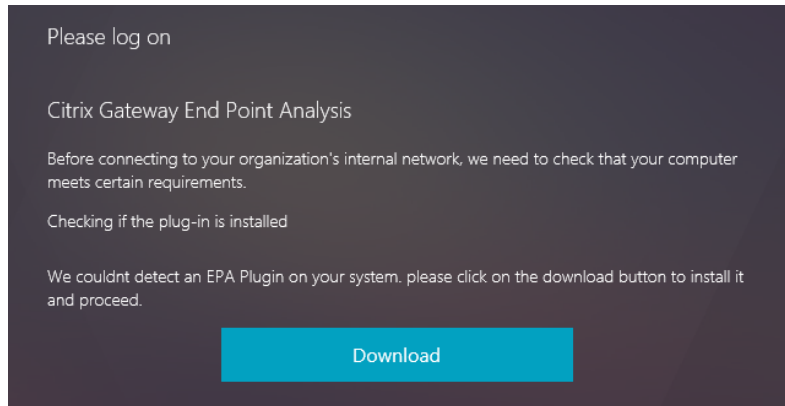 Please log on
Citrix Gateway End Point Analysis
Before connecting to your organization's internal network, we need to check that your computer
meets certain requirements.
Checking if the plug-in is installed
We couldnt detect an EPA Plugin on your system. please click on the download button to install it
and proceed.
Download